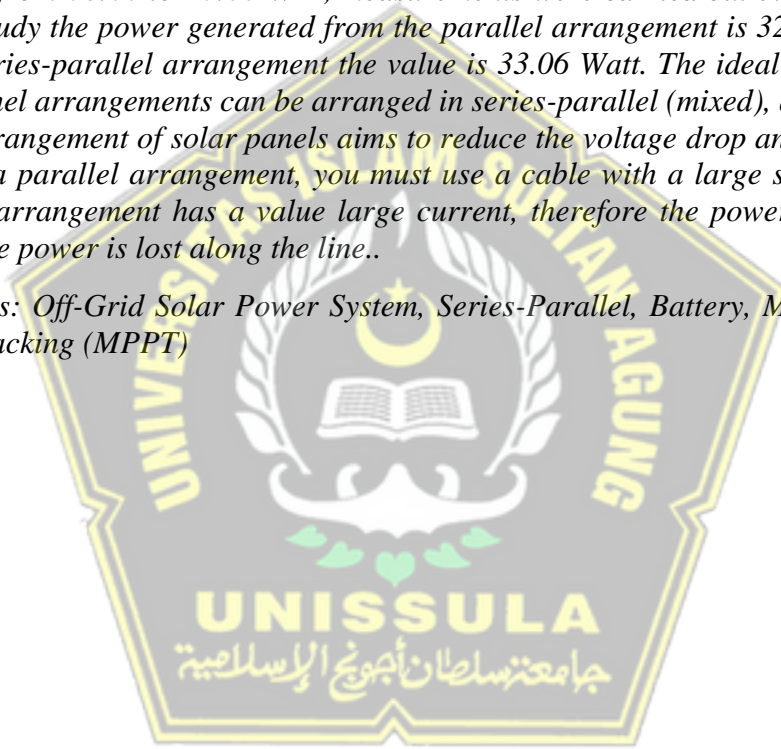 measurements were carried out
udy the power generated from the parallel arrangement is 32
ries-parallel arrangement the value is 33.06 Watt. The ideal
nel arrangements can be arranged in series-parallel (mixed),
rrangement of solar panels aims to reduce the voltage drop an
a parallel arrangement, you must use a cable with a large s
arrangement has a value large current, therefore the power
e power is lost along the line..
s: Off-Grid Solar Power System, Series-Parallel, Battery, M
acking (MPPT)
UNIVERSITAS ISLAM SULTAN AGUNG
UNISSULA
جامعة سلطان أجونج الإسلامية